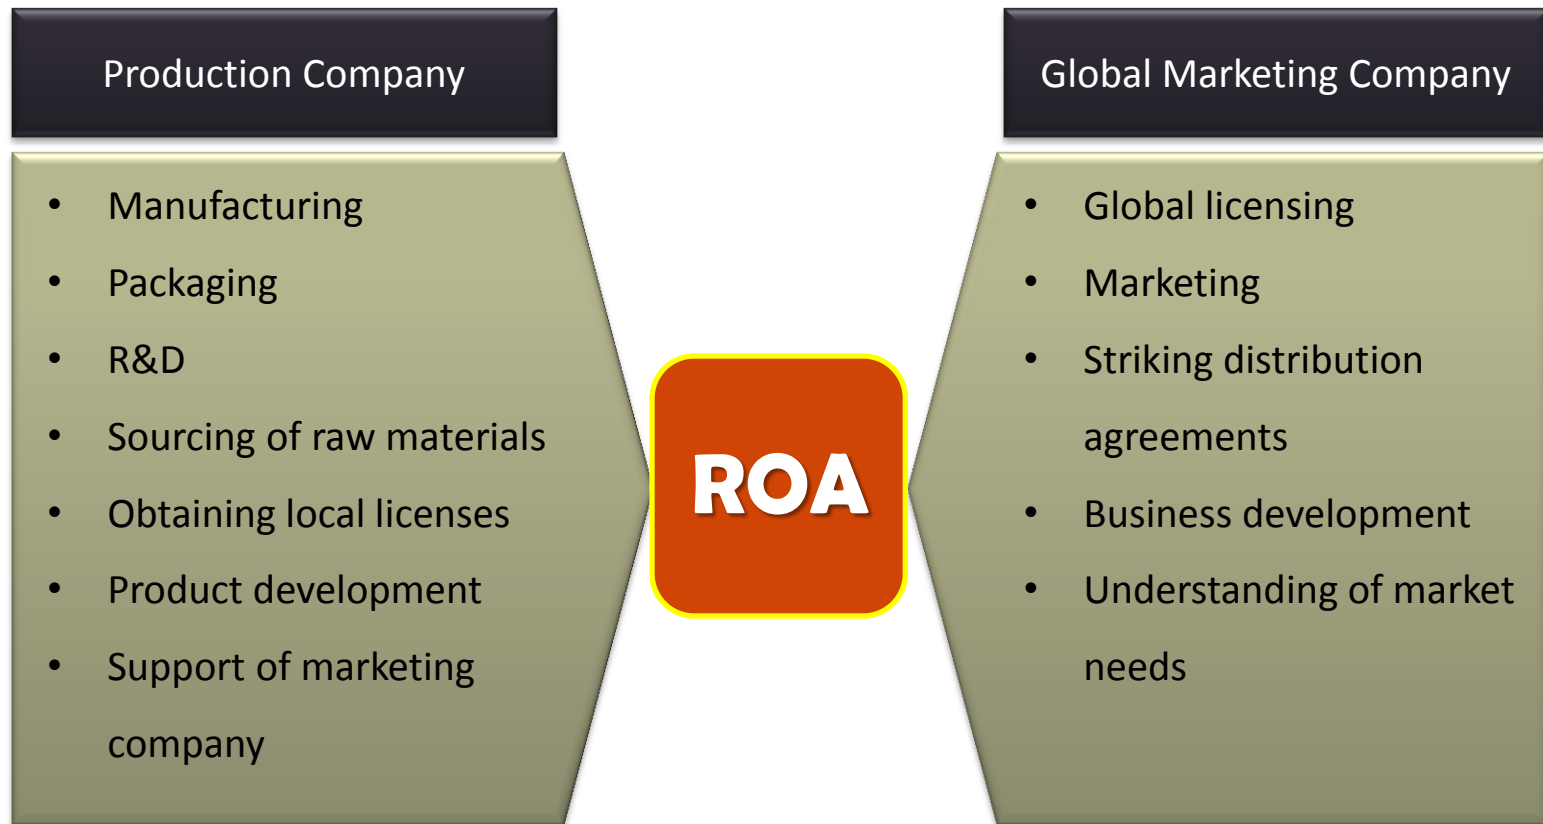 Production Company
• Manufacturing
• Packaging
• R&D
• Sourcing of raw materials
• Obtaining local licenses
• Product development
• Support of marketing
company
ROA
Global Marketing Company
• Global licensing
• Marketing
• Striking distribution
agreements
• Business development
• Understanding of market
needs